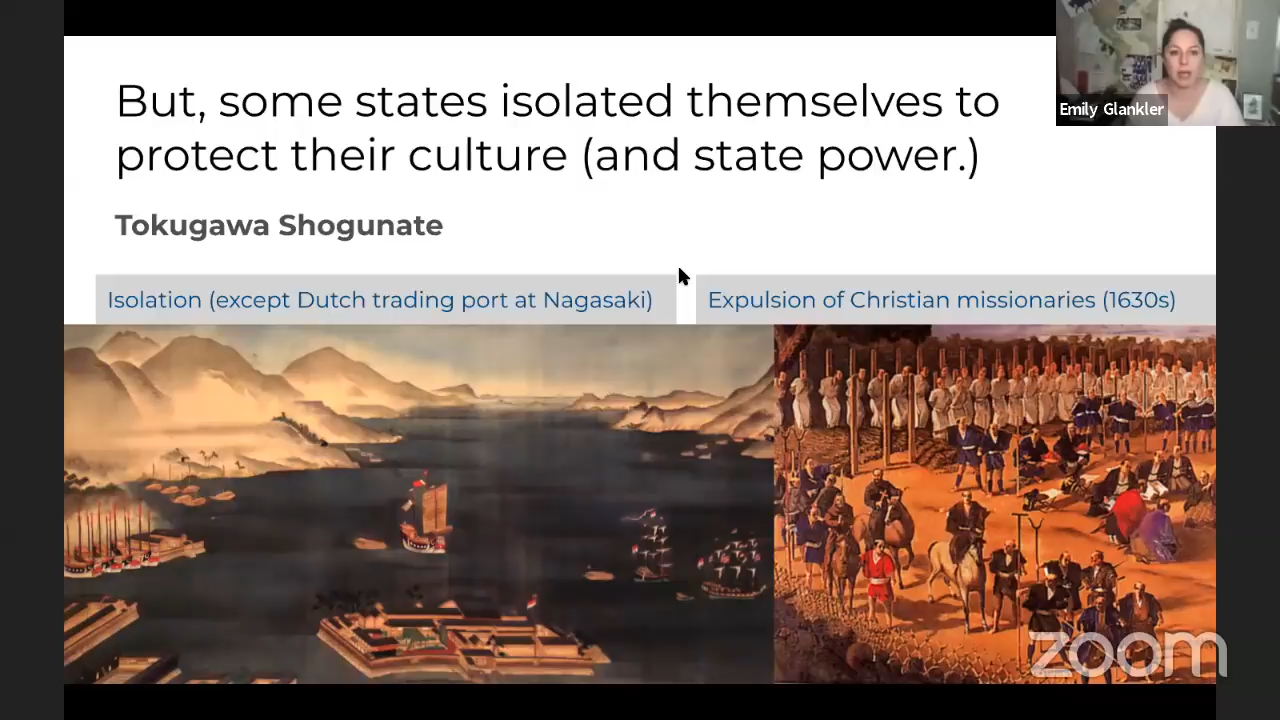 But, some states isolated themselves to
protect their culture (and state power.)
Emily Glankler
Tokugawa Shogunate
Isolation (except Dutch trading port at Nagasaki)
Expulsion of Christian missionaries (1630s)
zoom